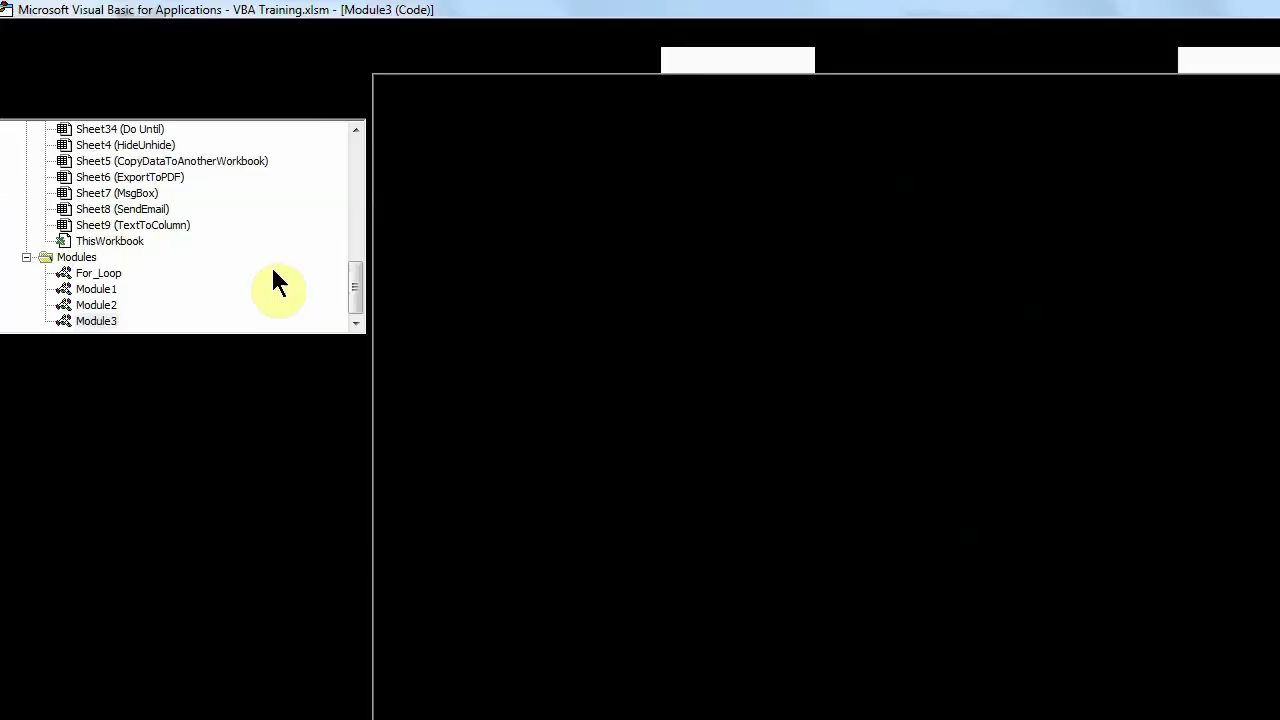 Microsoft Visual Basic for Applications - VBA Training.xlsm - [Module3 (Code)]
Sheet34 (Do Until)
Sheet4 (HideUnhide)
Sheet5 (CopyDataToAnotherWorkbook)
Sheet6 (ExportToPDF)
Sheet7 (MsgBox)
Sheet8 (SendEmail)
Sheet9 (TextToColumn)
ThisWorkbook
Modules
For_Loop
Module1
Module2
Module3